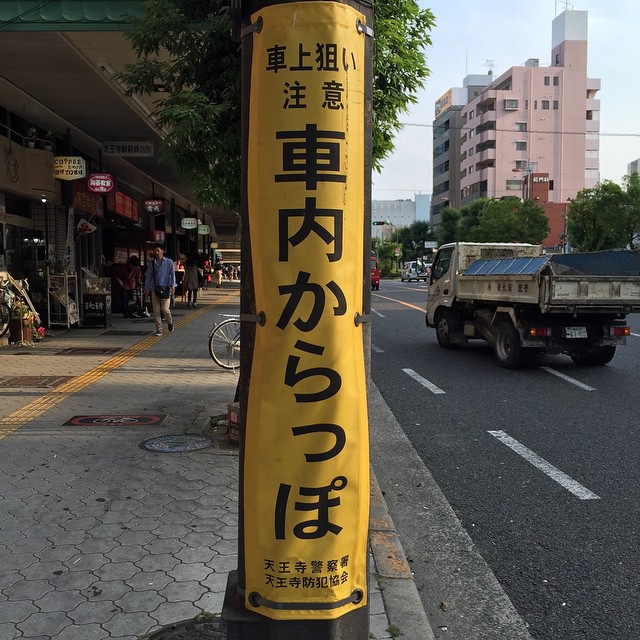 車上狙い
注意
車内からっぽ
天王寺警察署
天王寺防犯協会
COFFEE